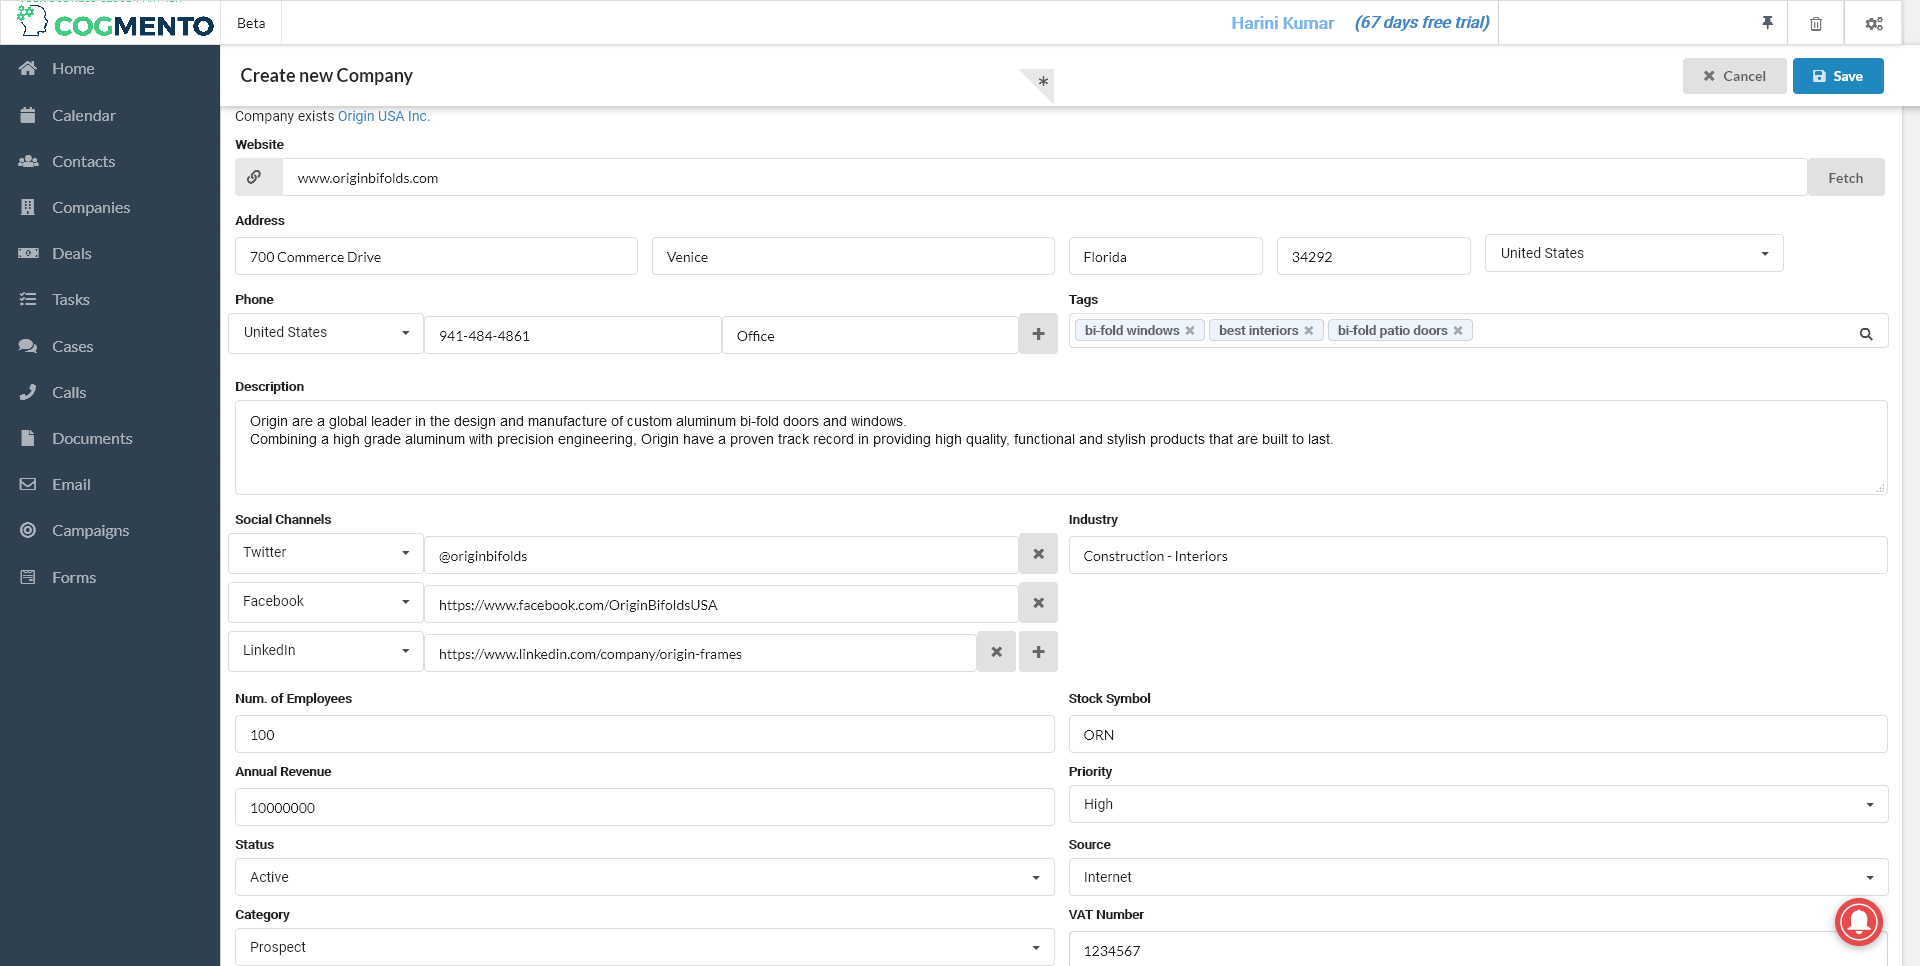 COGMENTO
Beta
Harini Kumar (67 days free trial)
Home
Calendar
Contacts
Companies
Deals
Tasks
Cases
Calls
Documents
Email
Campaigns
Forms
Create new Company
*
Cancel
Save
Company exists Origin USA Inc.
Website
www.originbifolds.com
Fetch
Address
700 Commerce Drive
Venice
Florida
34292
United States
Phone
Tags
United States
941-484-4861
Office
bi-fold windows
best interiors
bi-fold patio doors
Description
Origin are a global leader in the design and manufacture of custom aluminum bi-fold doors and windows.
Combining a high grade aluminum with precision engineering, Origin have a proven track record in providing high quality, functional and stylish products that are built to last.
Social Channels
Industry
Twitter
@originbifolds
Construction - Interiors
Facebook
https://www.facebook.com/OriginBifoldsUSA
LinkedIn
https://www.linkedin.com/company/origin-frames
Num. of Employees
Stock Symbol
100
ORN
Annual Revenue
Priority
10000000
High
Status
Source
Active
Internet
Category
VAT Number
Prospect
1234567